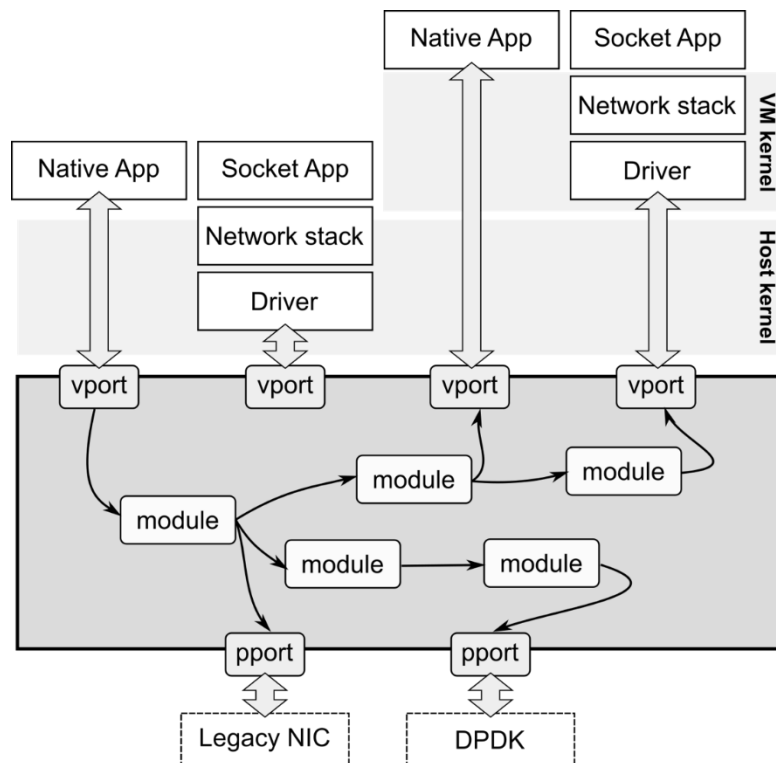 Native App
Socket App
Network stack
VM kernel
Native App
Socket App
Driver
Network stack
Host kernel
Driver
vport
vport
vport
vport
module
module
module
module
module
pport
pport
Legacy NIC
DPDK